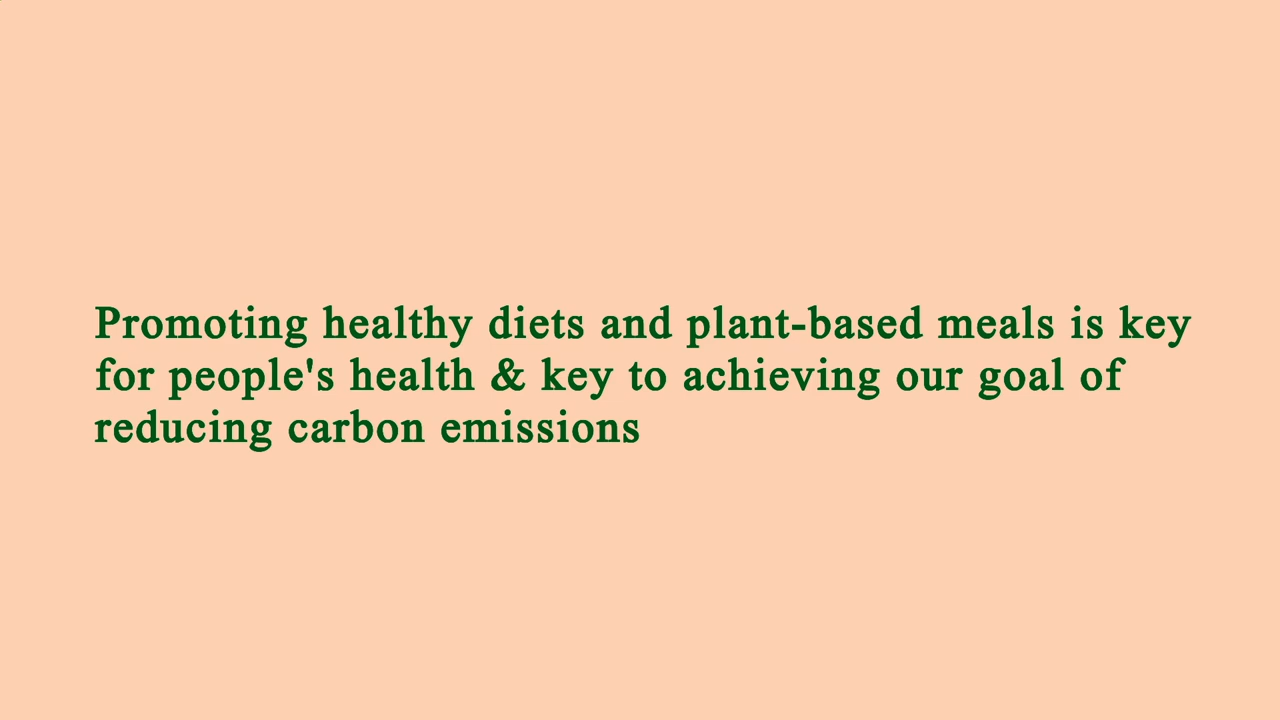 Promoting healthy diets and plant-based meals is key
for people's health & key to achieving our goal of
reducing carbon emissions